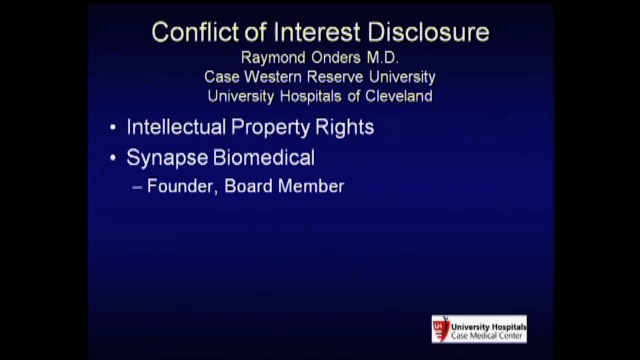 Conflict of Interest Disclosure
Raymond Onders M.D.
Case Western Reserve University
University Hospitals of Cleveland
• Intellectual Property Rights
• Synapse Biomedical
– Founder, Board Member
UH
University Hospitals
Case Medical Center